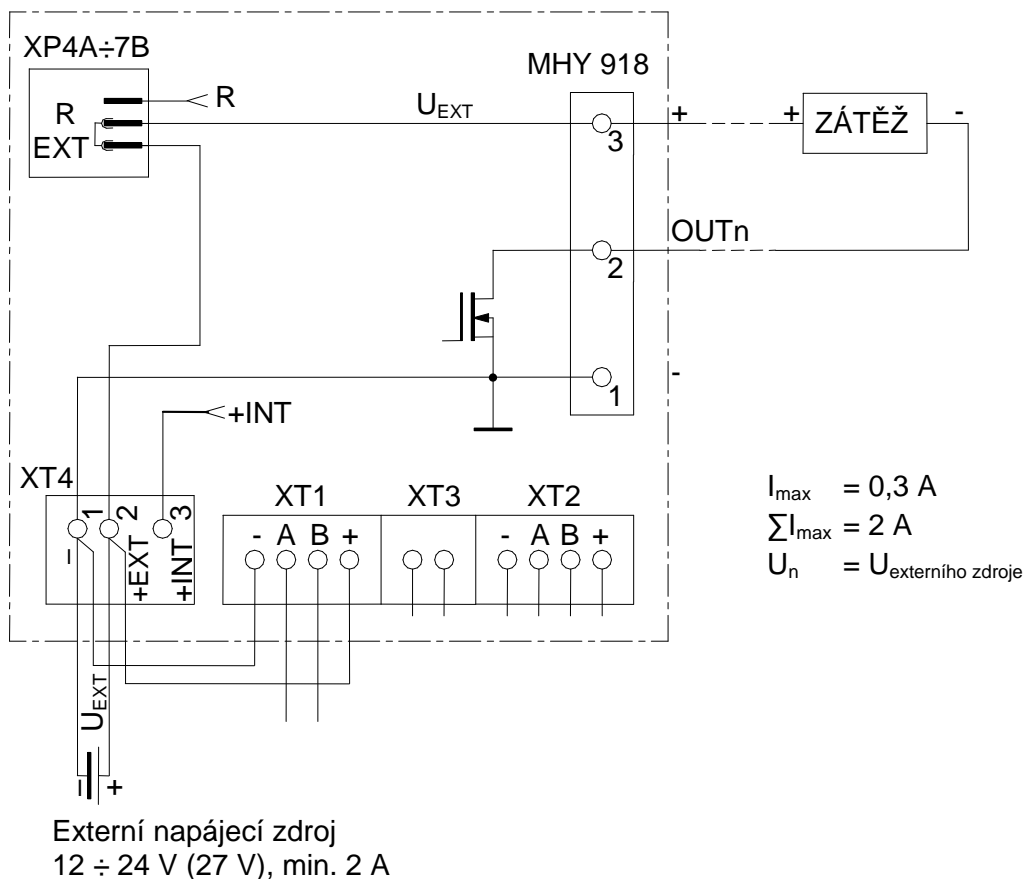 XP4A÷7B
R
R
EXT
U_EXT
MHY 918
3
+
+
ZÁTĚŽ
-
OUTn
2
1
-
+INT
XT4
1
2
3
–
+EXT
+INT
XT1
- A B +
XT3
XT2
- A B +
I_max = 0,3 A
∑I_max = 2 A
U_n = U_externího zdroje
U_EXT
–
+
Externí napájecí zdroj
12 ÷ 24 V (27 V), min. 2 A